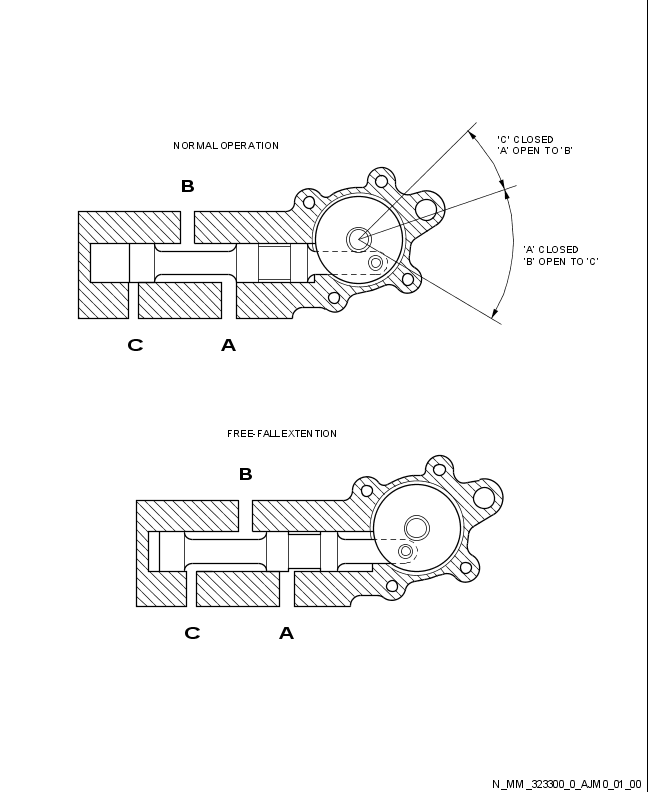 NORMAL OPERATION
'C' CLOSED
'A' OPEN TO 'B'
B
'A' CLOSED
'B' OPEN TO 'C'
C
A
FREE-FALL EXTENTION
B
C
A
N_MM_323300_0_AJM0_01_00